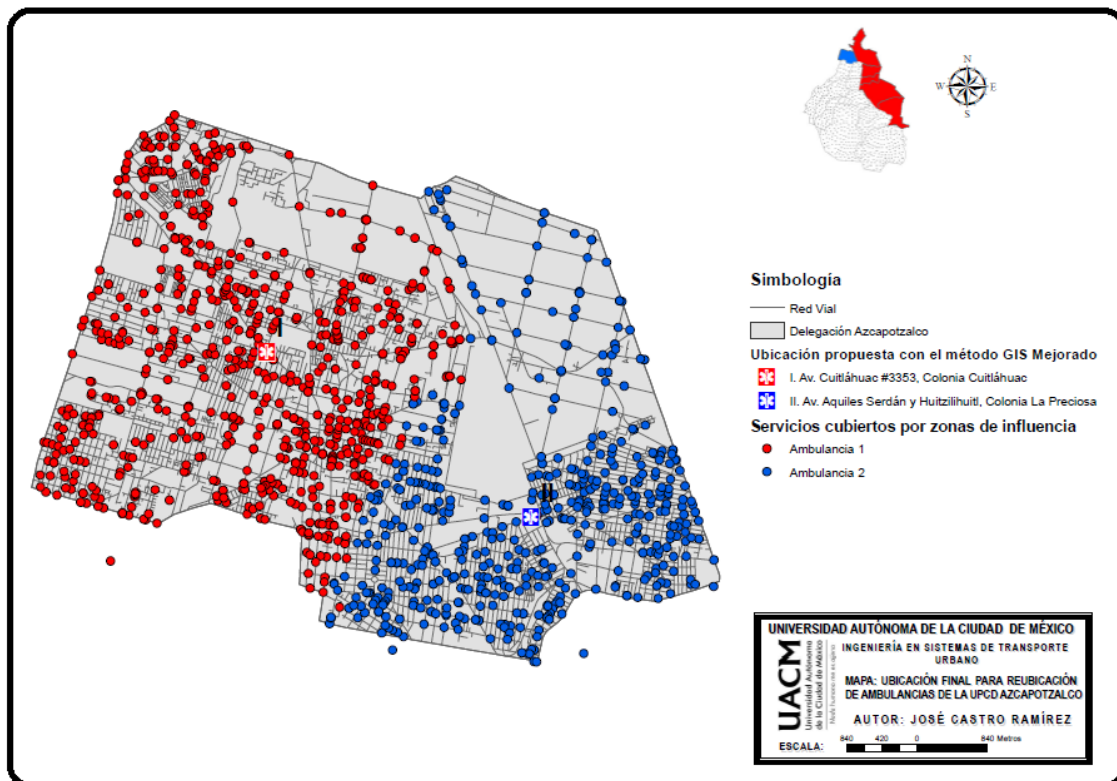 N
W E
S
I
II
Simbología
Red Vial
Delegación Azcapotzalco
Ubicación propuesta con el método GIS Mejorado
I. Av. Cuitláhuac #3353, Colonia Cuitláhuac
II. Av. Aquiles Serdán y Huitzilihuitl, Colonia La Preciosa
Servicios cubiertos por zonas de influencia
Ambulancia 1
Ambulancia 2
UNIVERSIDAD AUTÓNOMA DE LA CIUDAD DE MÉXICO
UACM
Universidad Autónoma
de la Ciudad de México
INGENIERÍA EN SISTEMAS DE TRANSPORTE
URBANO
MAPA: UBICACIÓN FINAL PARA REUBICACIÓN
DE AMBULANCIAS DE LA UPCD AZCAPOTZALCO
AUTOR: JOSÉ CASTRO RAMÍREZ
ESCALA:
840 420 0 840 Metros